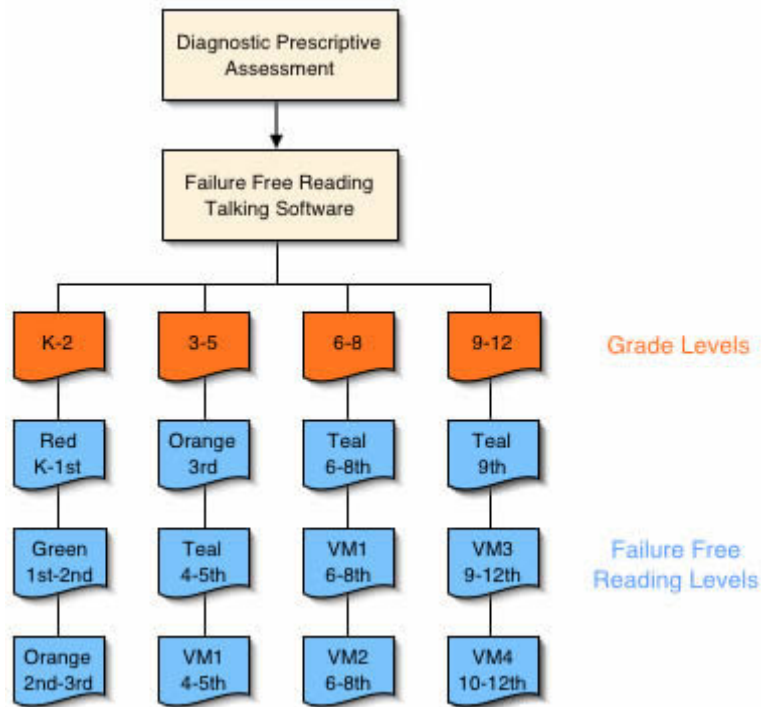 Diagnostic Prescriptive
Assessment
Failure Free Reading
Talking Software
K-2
3-5
6-8
9-12
Grade Levels
Red
K-1st
Orange
3rd
Teal
6-8th
Teal
9th
Green
1st-2nd
Teal
4-5th
VM1
6-8th
VM3
9-12th
Failure Free
Reading Levels
Orange
2nd-3rd
VM1
4-5th
VM2
6-8th
VM4
10-12th